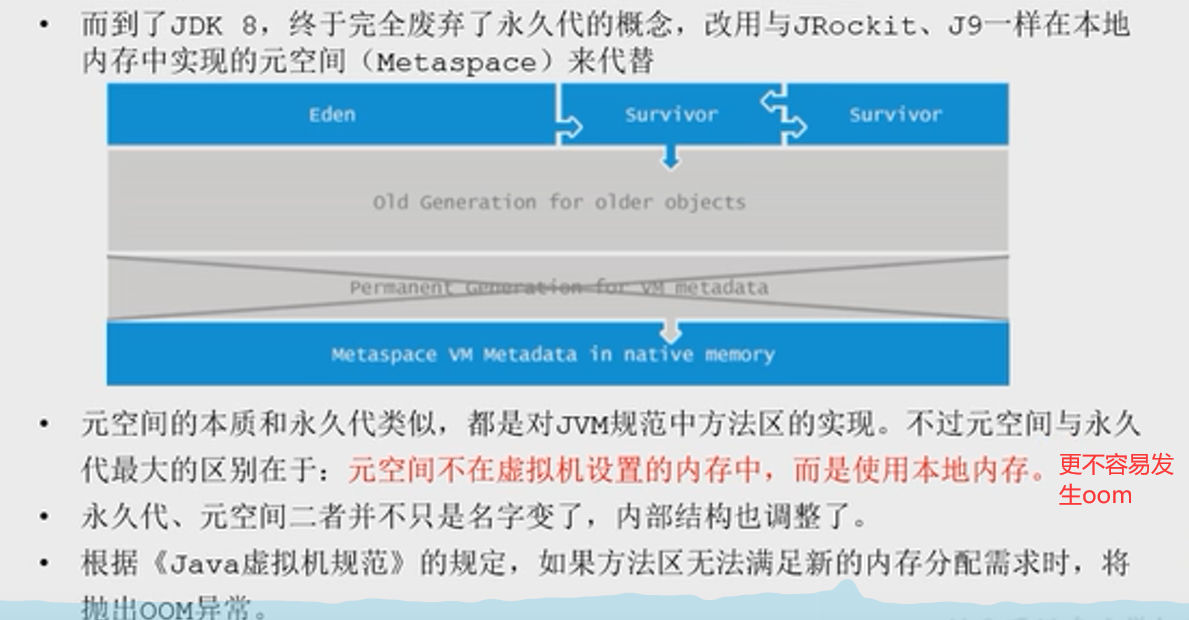 • 而到了JDK 8，终于完全废弃了永久代的概念，改用与JRockit、J9一样在本地
内存中实现的元空间（Metaspace）来代替
Eden
Survivor
Survivor
Old Generation for older objects
Permanent Generation for VM metadata
Metaspace VM Metadata in native memory
• 元空间的本质和永久代类似，都是对JVM规范中方法区的实现。不过元空间与永久
代最大的区别在于：元空间不在虚拟机设置的内存中，而是使用本地内存。
更不容易发
生oom
• 永久代、元空间二者并不只是名字变了，内部结构也调整了。
• 根据《Java虚拟机规范》的规定，如果方法区无法满足新的内存分配需求时，将
抛出OOM异常。